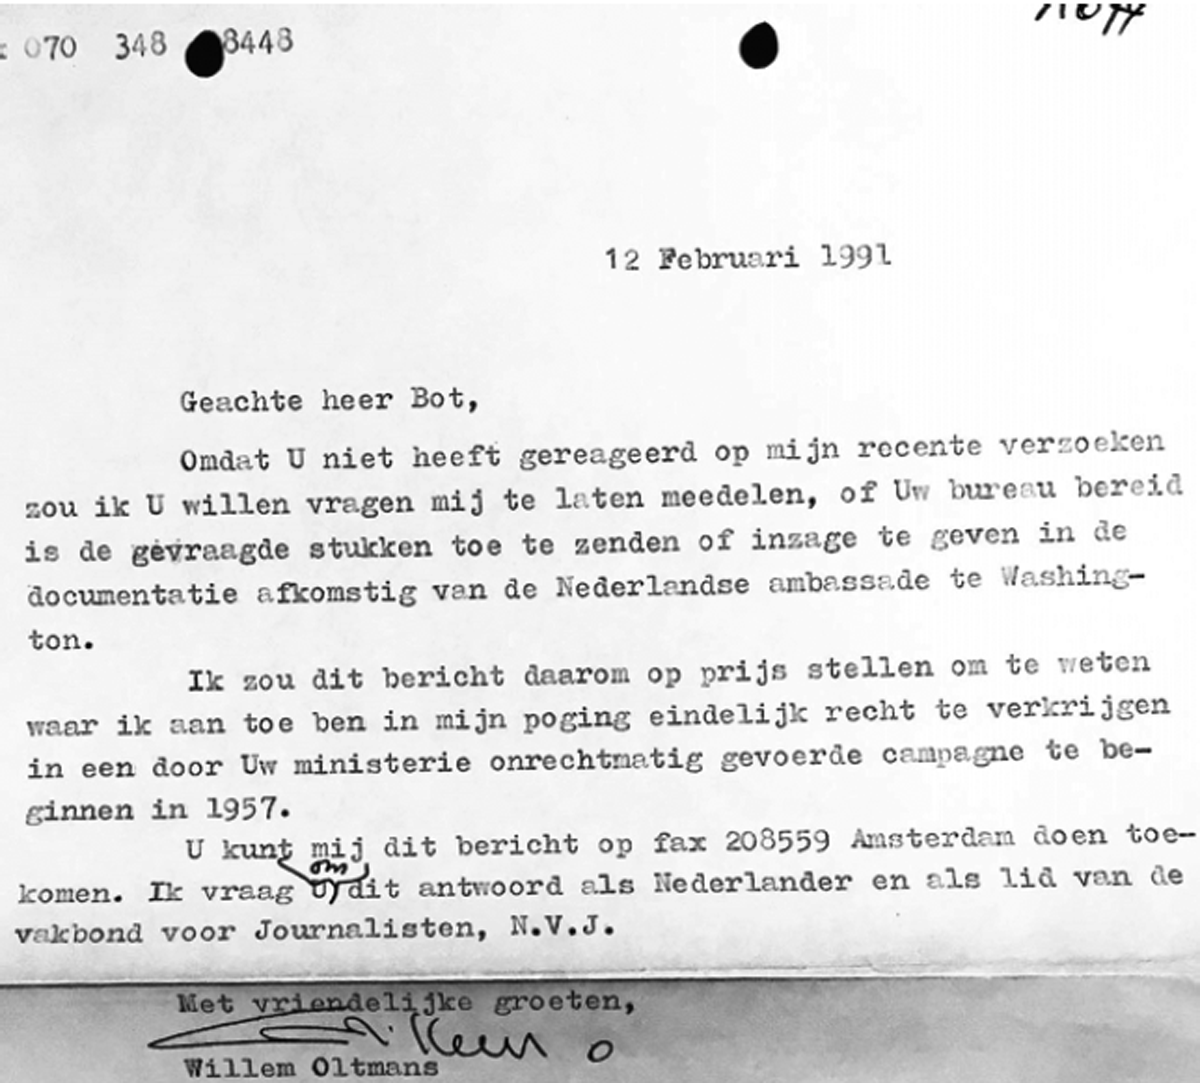 : 070 348 8448
12 Februari 1991
Geachte heer Bot,
Omdat U niet heeft gereageerd op mijn recente verzoeken
zou ik U willen vragen mij te laten meedelen, of Uw bureau bereid
is de gevraagde stukken toe te zenden of inzage te geven in de
documentatie afkomstig van de Nederlandse ambassade te Washing-
ton.
Ik zou dit bericht daarom op prijs stellen om te weten
waar ik aan toe ben in mijn poging eindelijk recht te verkrijgen
in een door Uw ministerie onrechtmatig gevoerde campagne te be-
ginnen in 1957.
U kunt mij dit bericht op fax 208559 Amsterdam doen toe-
om
komen. Ik vraag U dit antwoord als Nederlander en als lid van de
vakbond voor Journalisten, N.V.J.
Met vriendelijke groeten,
Willem Oltmans